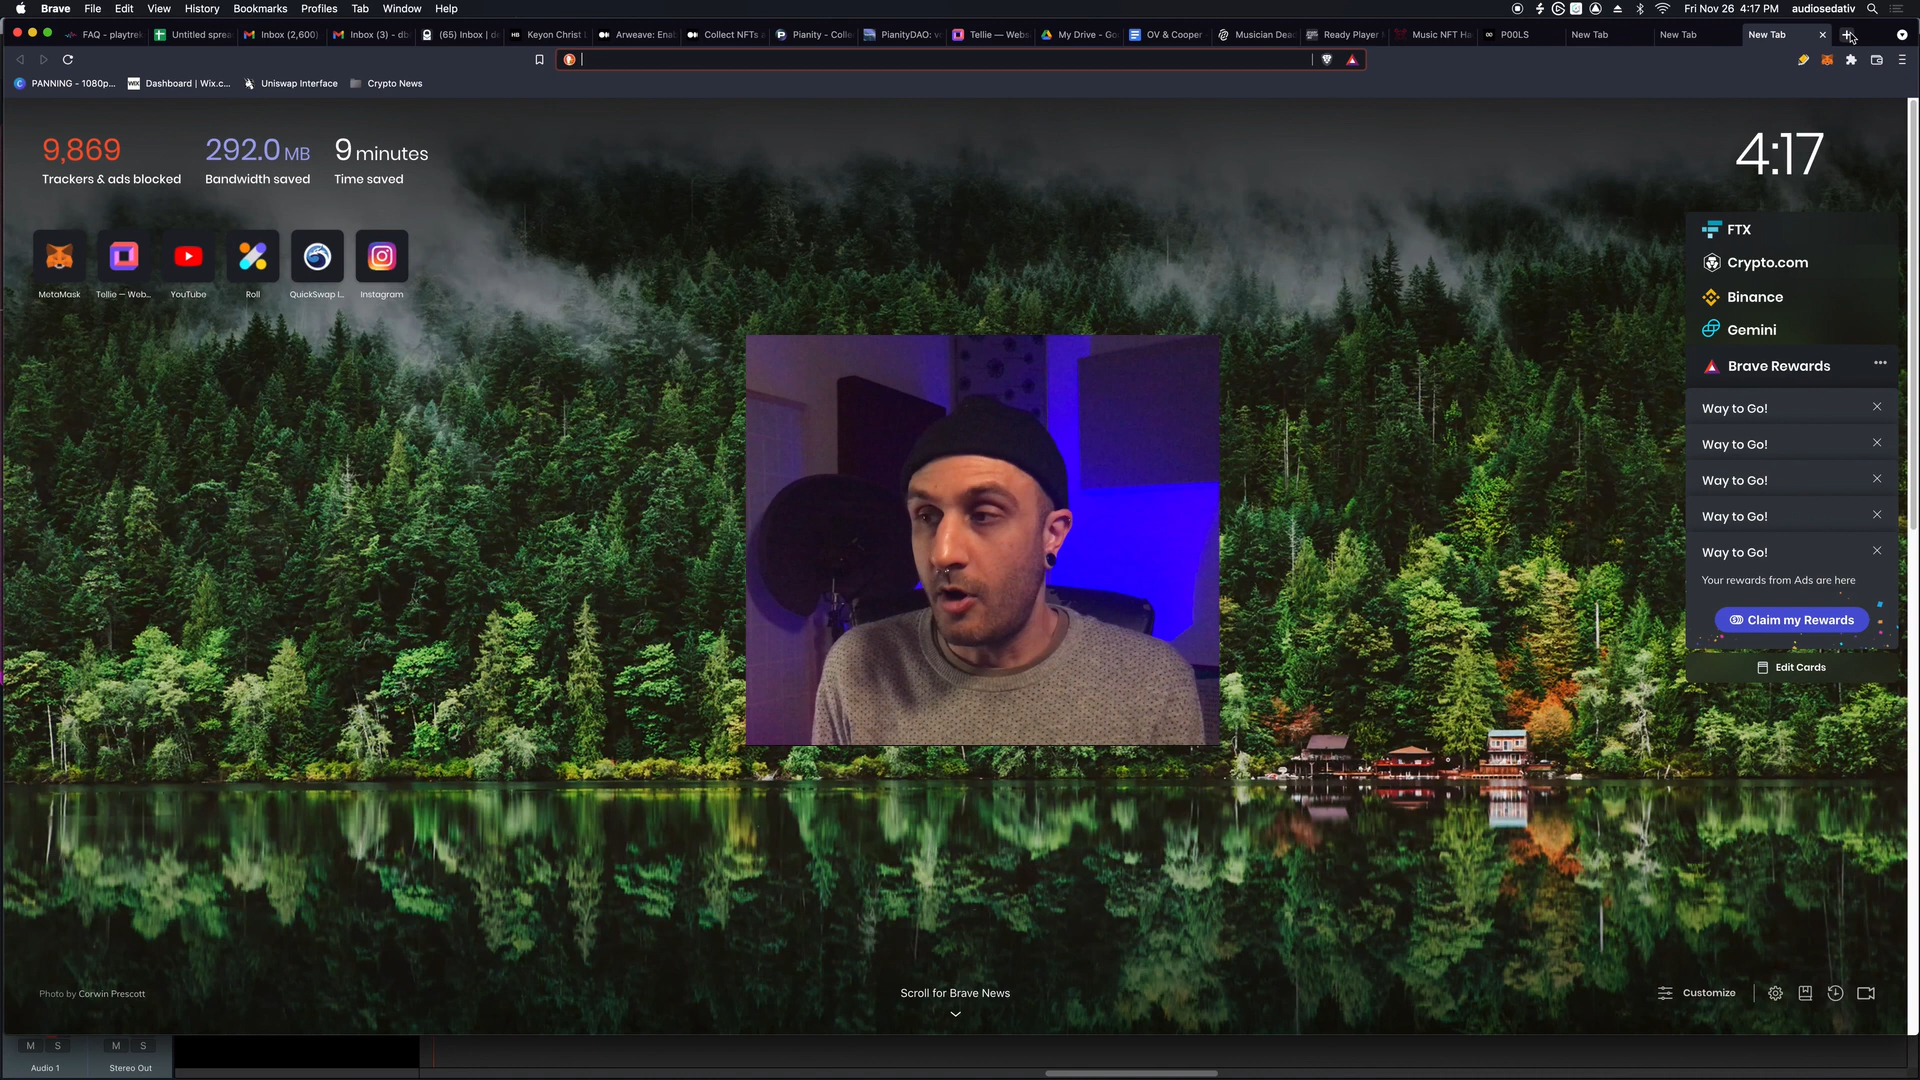 Brave File Edit View History Bookmarks Profiles Tab Window Help
Fri Nov 26 4:17 PM audiosedativ
FAQ - playtrek
Untitled sprea
Inbox (2,600)
Inbox (3) - db
(65) Inbox | d
Keyon Christ
Arweave: Enab
Collect NFTs a
Pianity - Colle
PianityDAO: v
Tellie — Webs
My Drive - Go
OV & Cooper
Musician Dead
Ready Player
Music NFT Ha
P00LS
New Tab
New Tab
New Tab
PANNING - 1080p...
Dashboard | Wix.c...
Uniswap Interface
Crypto News
9,869
Trackers & ads blocked
292.0 MB
Bandwidth saved
9 minutes
Time saved
4:17
MetaMask
Tellie — Web...
YouTube
Roll
QuickSwap I...
Instagram
FTX
Crypto.com
Binance
Gemini
Brave Rewards
Way to Go!
Way to Go!
Way to Go!
Way to Go!
Way to Go!
Your rewards from Ads are here
Claim my Rewards
Edit Cards
Photo by Corwin Prescott
Scroll for Brave News
Customize
M S M S
Audio 1
Stereo Out